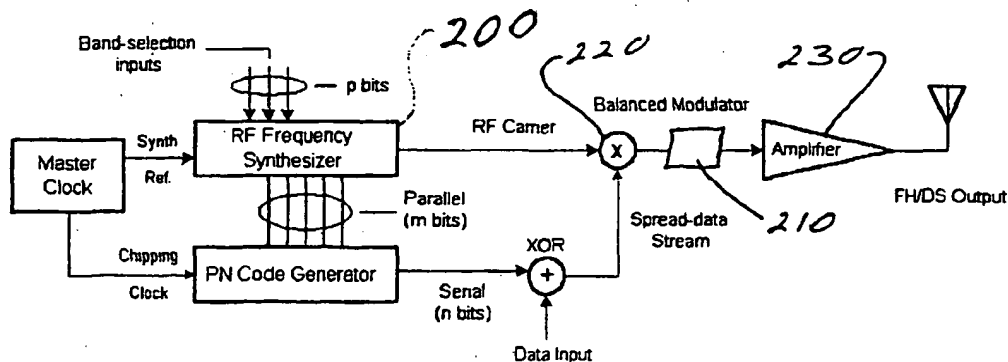 Band-selection
inputs
p bits
200
220
230
Balanced Modulator
Master
Clock
Synth
Ref.
RF Frequency
Synthesizer
RF Carrier
X
Amplifier
Parallel
(m bits)
Spread-data
Stream
210
FH/DS Output
Chipping
Clock
PN Code Generator
Serial
(n bits)
XOR
+
Data Input